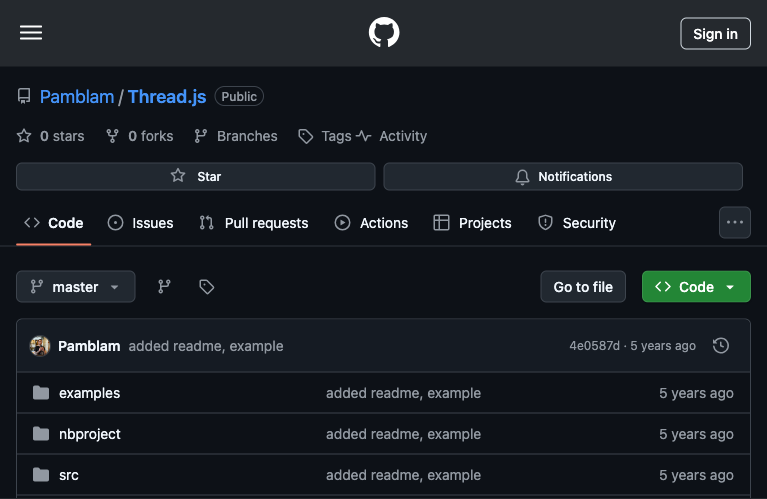 Sign in
Pamblam / Thread.js Public
0 stars 0 forks Branches Tags Activity
Star Notifications
Code Issues Pull requests Actions Projects Security
master Go to file Code
Pamblam added readme, example 4e0587d · 5 years ago
examples added readme, example 5 years ago
nbproject added readme, example 5 years ago
src added readme, example 5 years ago